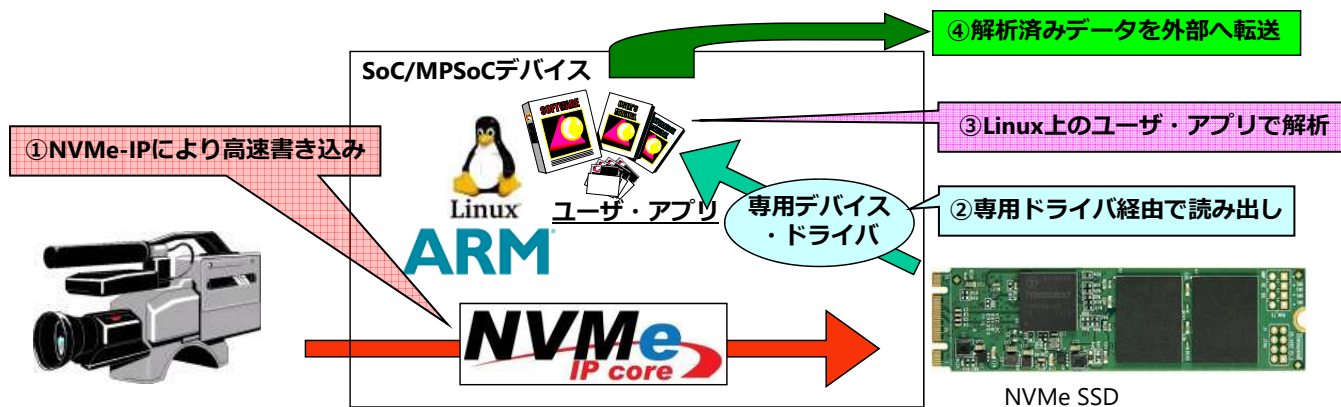 ④解析済みデータを外部へ転送
SoC/MPSoCデバイス
SOFTWARE
③Linux上のユーザ・アプリで解析
①NVMe-IPにより高速書き込み
Linux
ユーザ・アプリ
専用デバイス
・ドライバ
②専用ドライバ経由で読み出し
ARM
NVMe
IP core
NVMe SSD